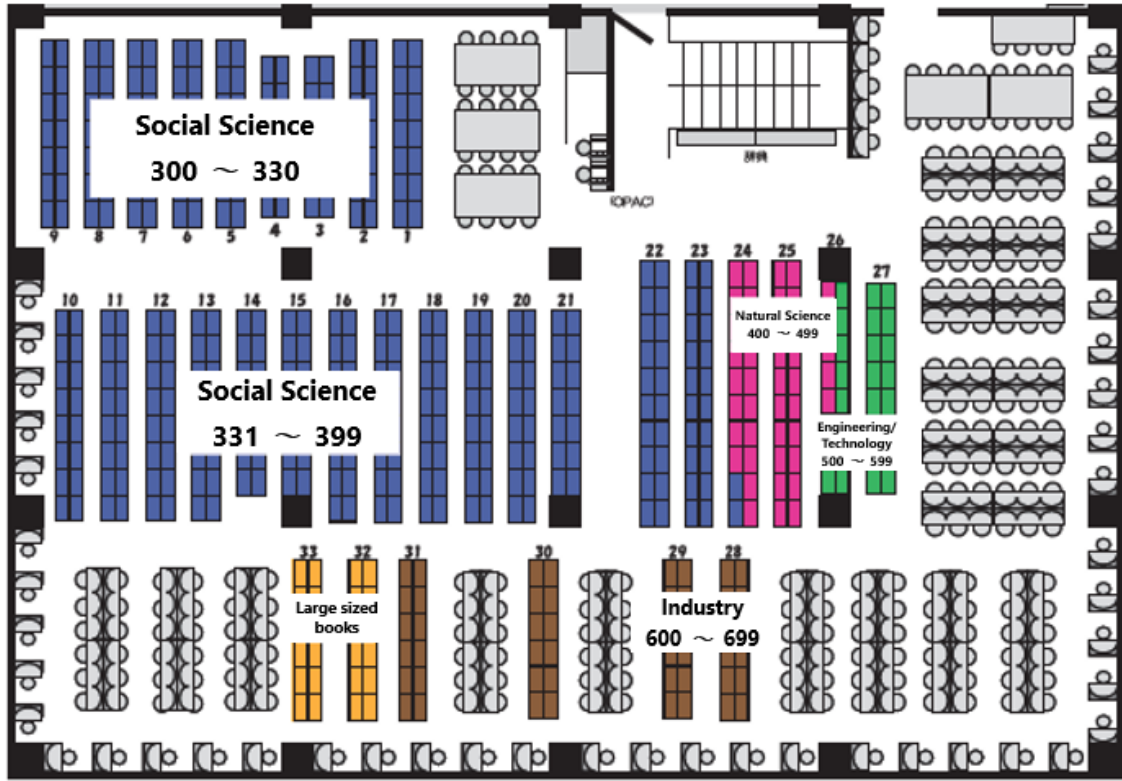 Social Science
300 ～ 330
9 8 7 6 5 4 3 2 1
辞典
OPAC
22 23 24 25 26 27
10 11 12 13 14 15 16 17 18 19 20 21
Natural Science
400 ～ 499
Social Science
331 ～ 399
Engineering/
Technology
500 ～ 599
33 32 31 30 29 28
Large sized
books
Industry
600 ～ 699